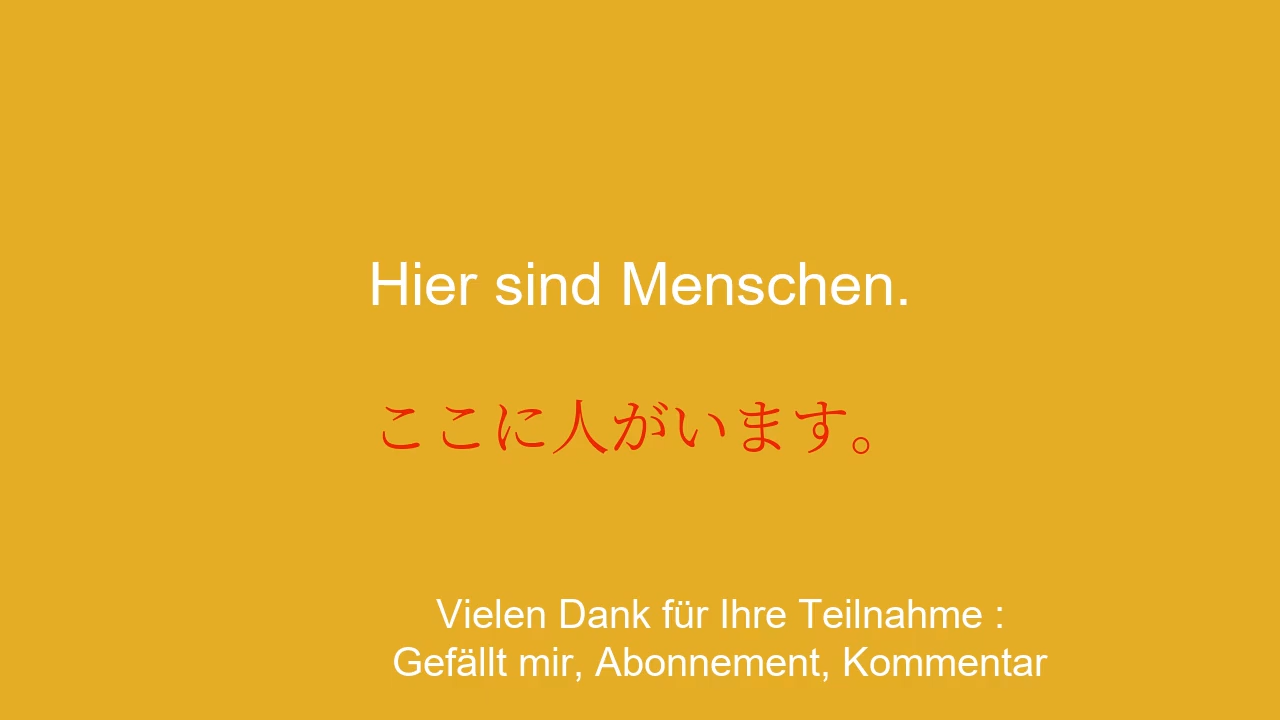 Hier sind Menschen.
ここに人がいます。
Vielen Dank für Ihre Teilnahme :
Gefällt mir, Abonnement, Kommentar